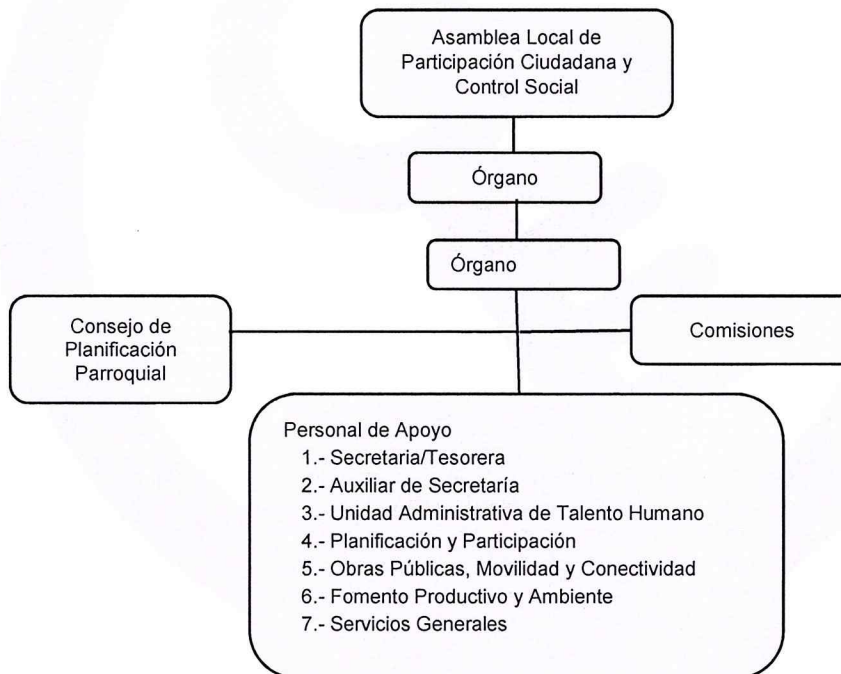 Asamblea Local de
Participación Ciudadana y
Control Social
Órgano
Órgano
Consejo de
Planificación
Parroquial
Comisiones
Personal de Apoyo
1.- Secretaria/Tesorera
2.- Auxiliar de Secretaría
3.- Unidad Administrativa de Talento Humano
4.- Planificación y Participación
5.- Obras Públicas, Movilidad y Conectividad
6.- Fomento Productivo y Ambiente
7.- Servicios Generales